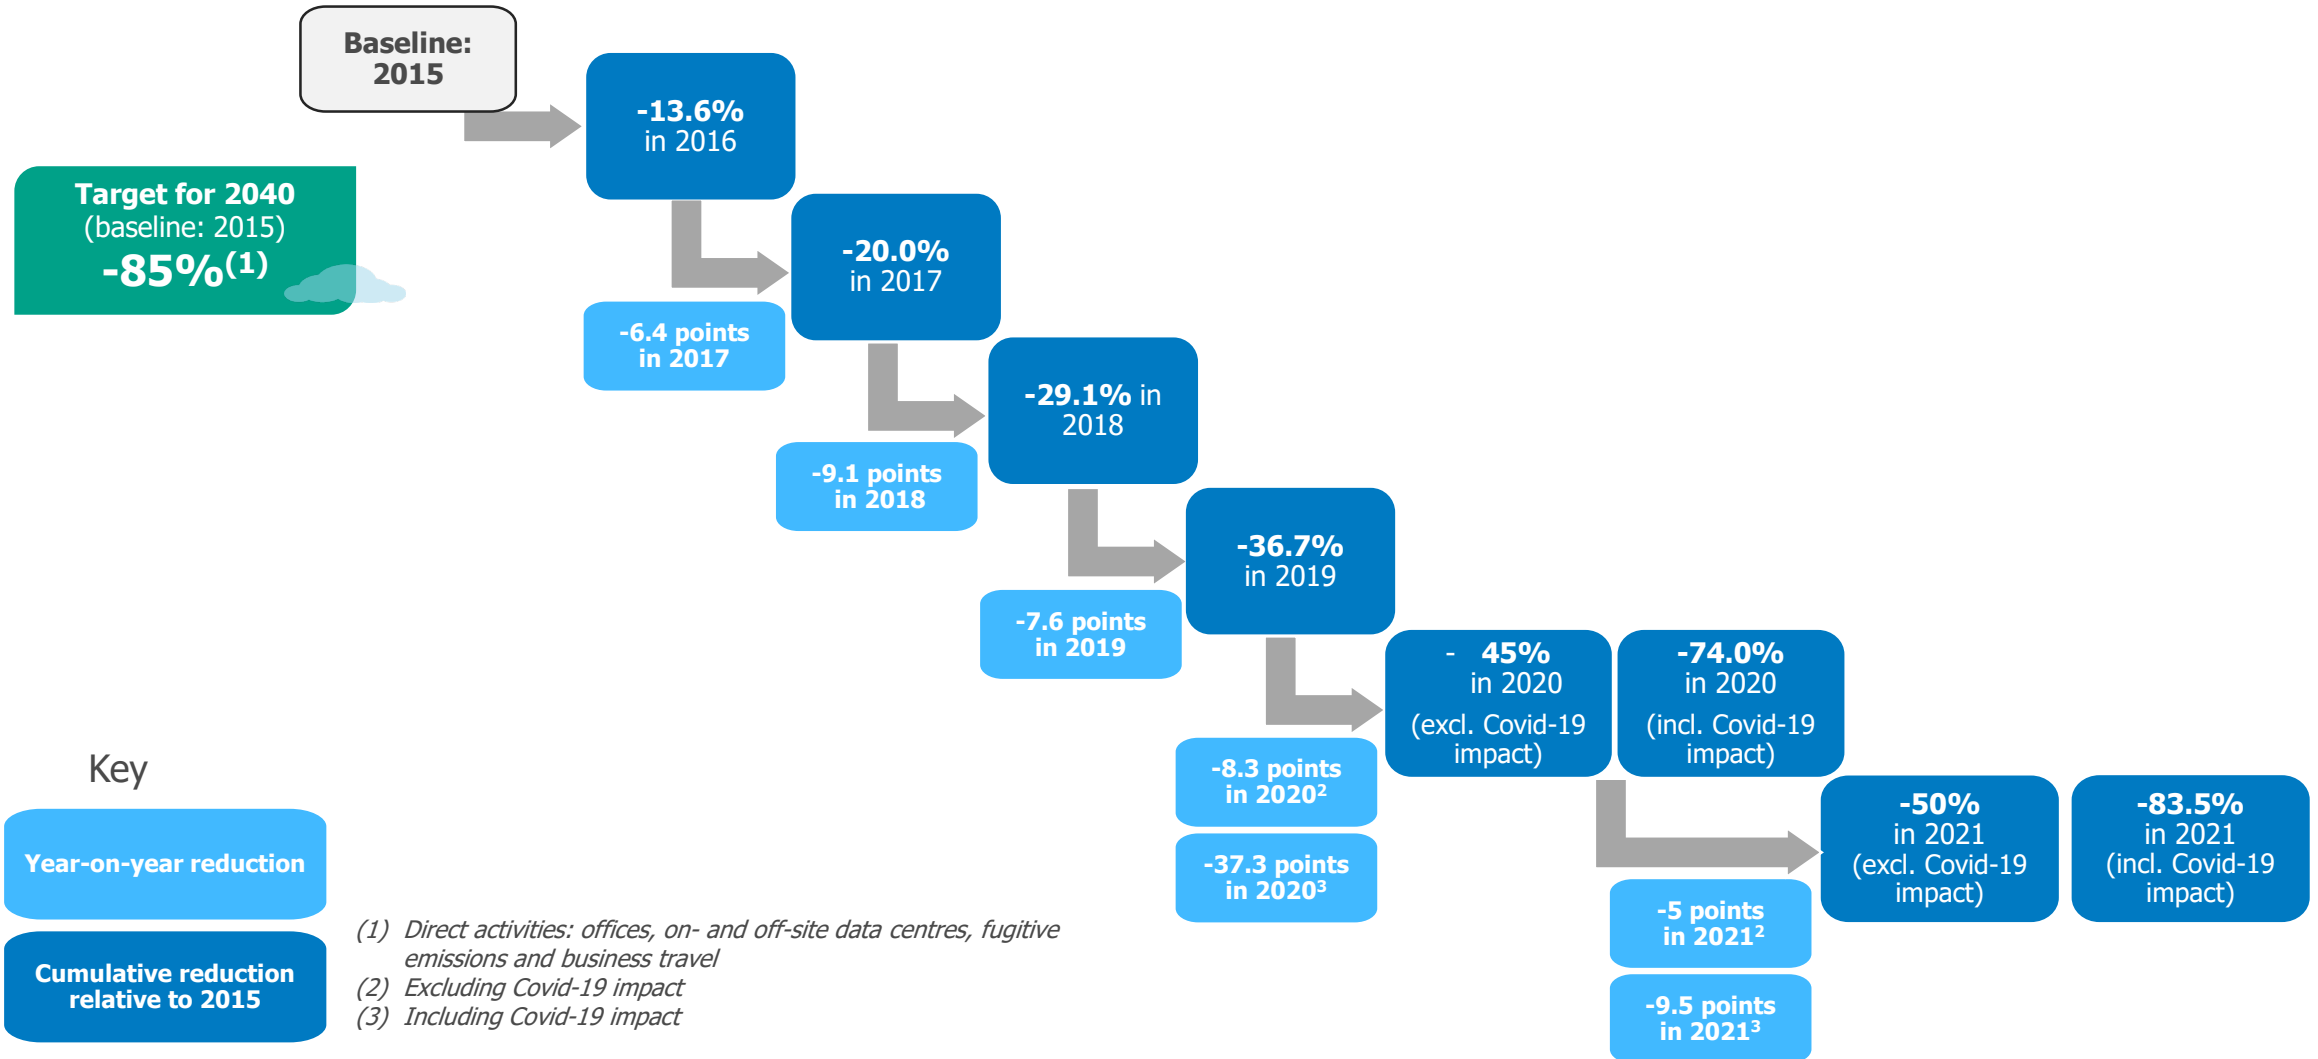 Baseline:
2015
-13.6%
in 2016
Target for 2040
(baseline: 2015)
-85%(1)
-20.0%
in 2017
-6.4 points
in 2017
-29.1% in
2018
-9.1 points
in 2018
-36.7%
in 2019
-7.6 points
in 2019
- 45%
in 2020
(excl. Covid-19
impact)
-74.0%
in 2020
(incl. Covid-19
impact)
-8.3 points
in 2020²
-37.3 points
in 2020³
-50%
in 2021
(excl. Covid-19
impact)
-83.5%
in 2021
(incl. Covid-19
impact)
-5 points
in 2021²
-9.5 points
in 2021³
Key
Year-on-year reduction
Cumulative reduction
relative to 2015
(1) Direct activities: offices, on- and off-site data centres, fugitive
emissions and business travel
(2) Excluding Covid-19 impact
(3) Including Covid-19 impact